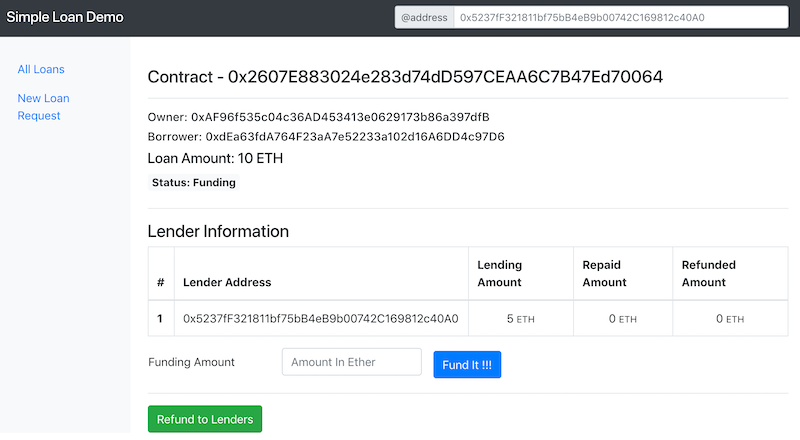 Simple Loan Demo
@address 0x5237fF321811bf75bB4eB9b00742C169812c40A0
All Loans
New Loan
Request
Contract - 0x2607E883024e283d74dD597CEAA6C7B47Ed70064
Owner: 0xAF96f535c04c36AD453413e0629173b86a397dfB
Borrower: 0xdEa63fdA764F23aA7e52233a102d16A6DD4c97D6
Loan Amount: 10 ETH
Status: Funding
Lender Information
# Lender Address Lending Amount Repaid Amount Refunded Amount
1 0x5237fF321811bf75bB4eB9b00742C169812c40A0 5 ETH 0 ETH 0 ETH
Funding Amount Amount In Ether Fund It !!!
Refund to Lenders